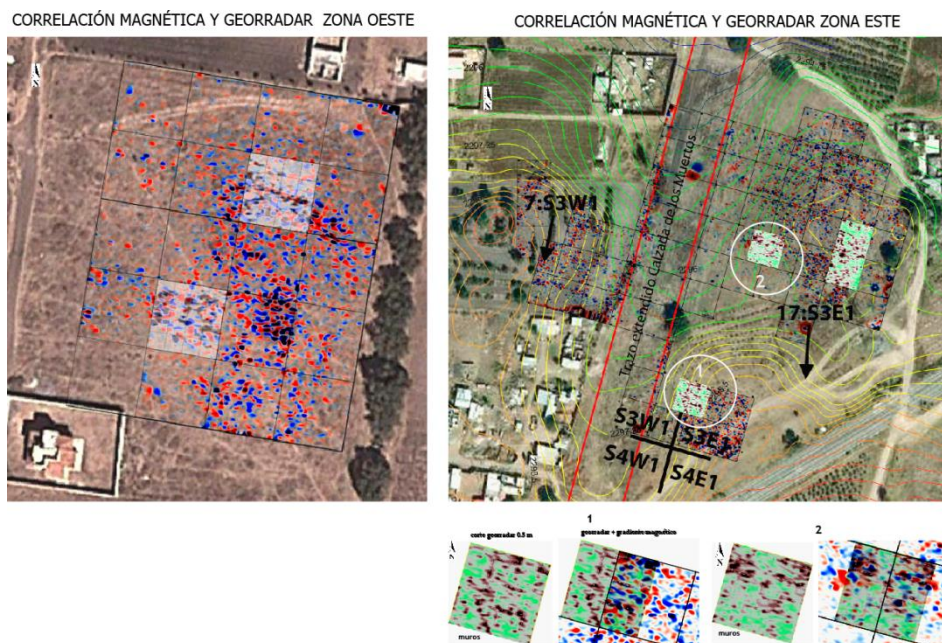 CORRELACIÓN MAGNÉTICA Y GEORRADAR ZONA OESTE
CORRELACIÓN MAGNÉTICA Y GEORRADAR ZONA ESTE
7:S3W1
Trazo extendido Calzada de los Muertos
2
17:S3E1
1
S3W1
S3E1
S4W1
S4E1
1
2
corte georradar 0.5 m
georradar + gradiente magnético
muros
muros